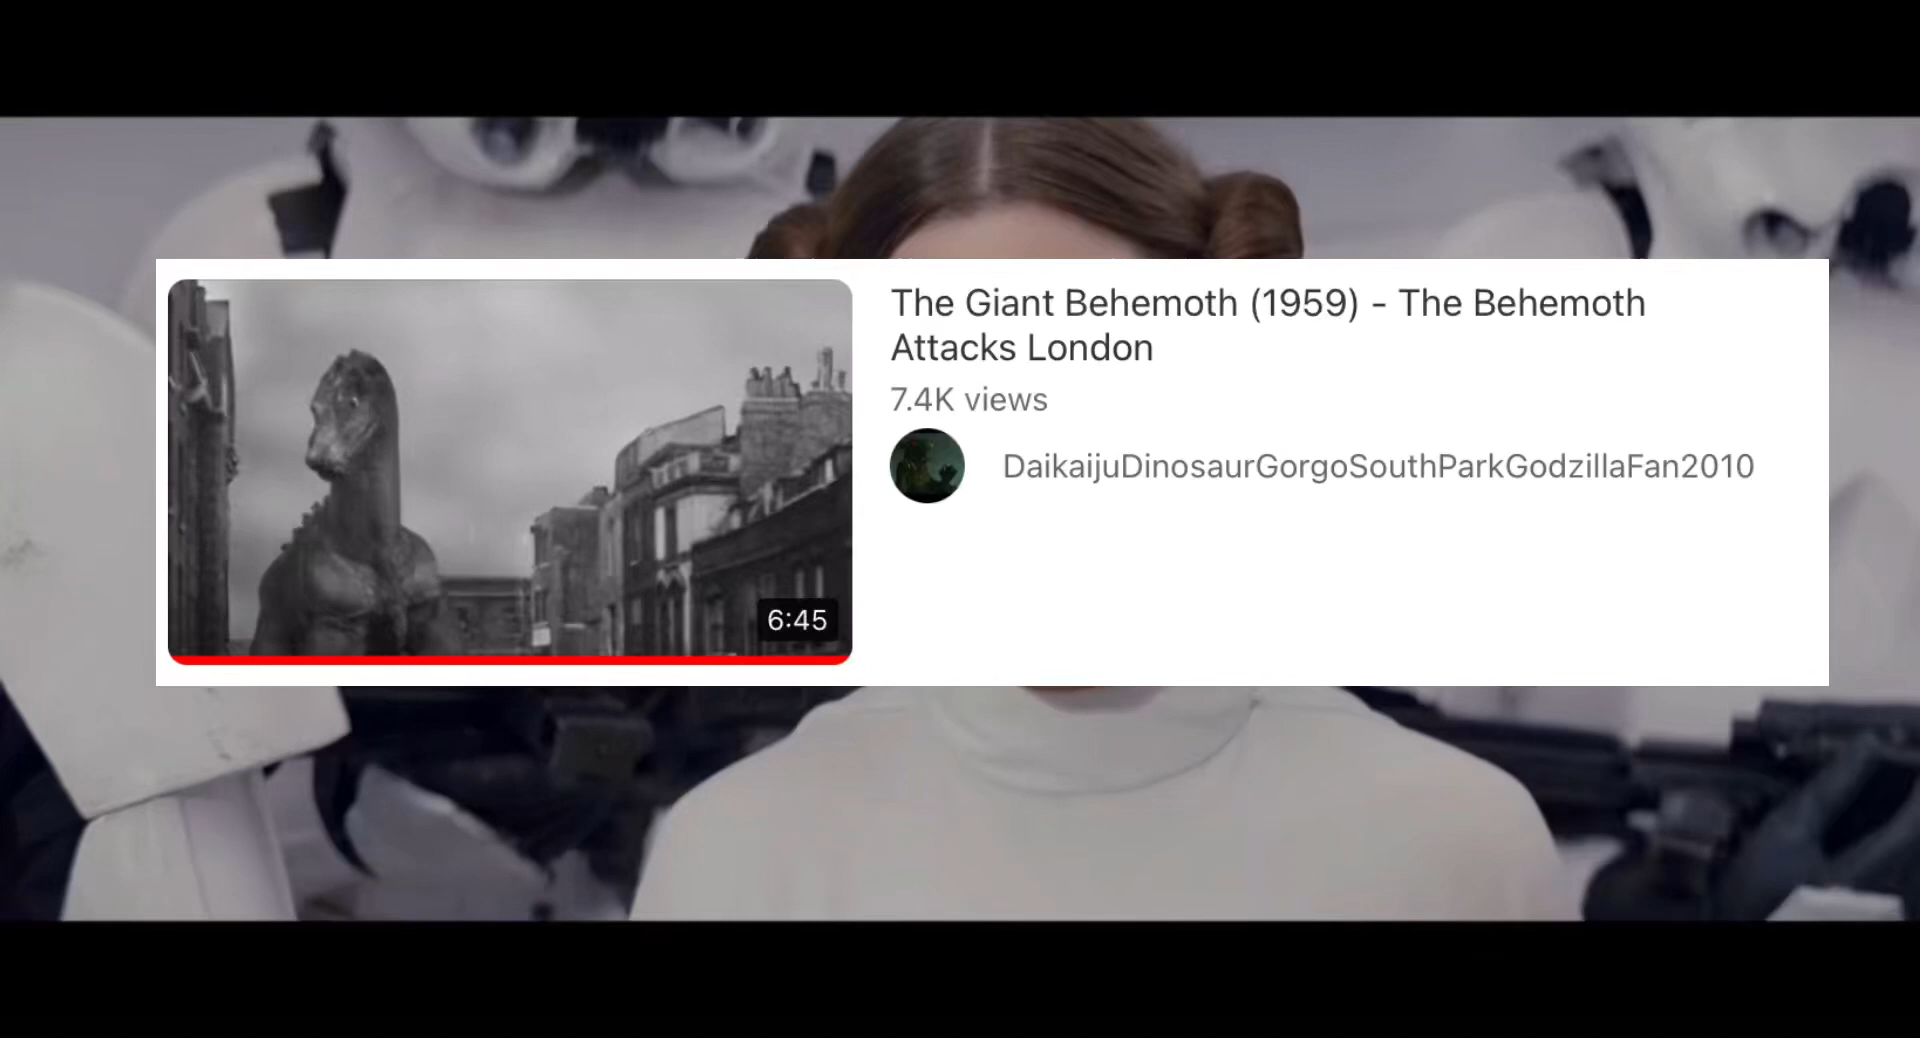 The Giant Behemoth (1959) - The Behemoth
Attacks London
7.4K views
DaikaijuDinosaurGorgoSouthParkGodzillaFan2010
6:45